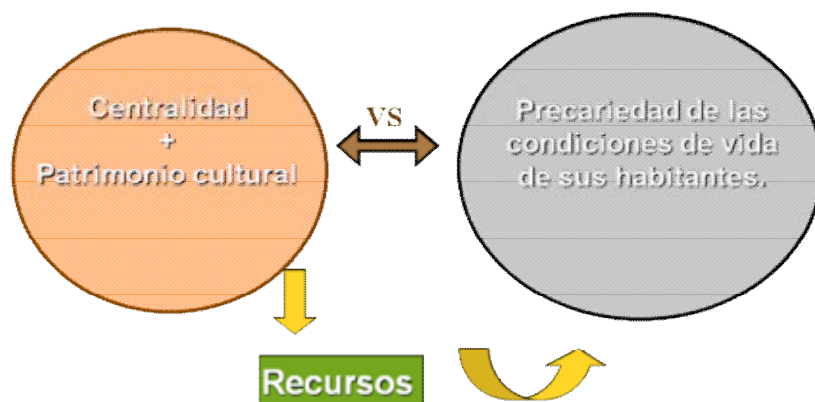 Centralidad
+
Patrimonio cultural
VS
Precariedad de las
condiciones de vida
de sus habitantes.
Recursos